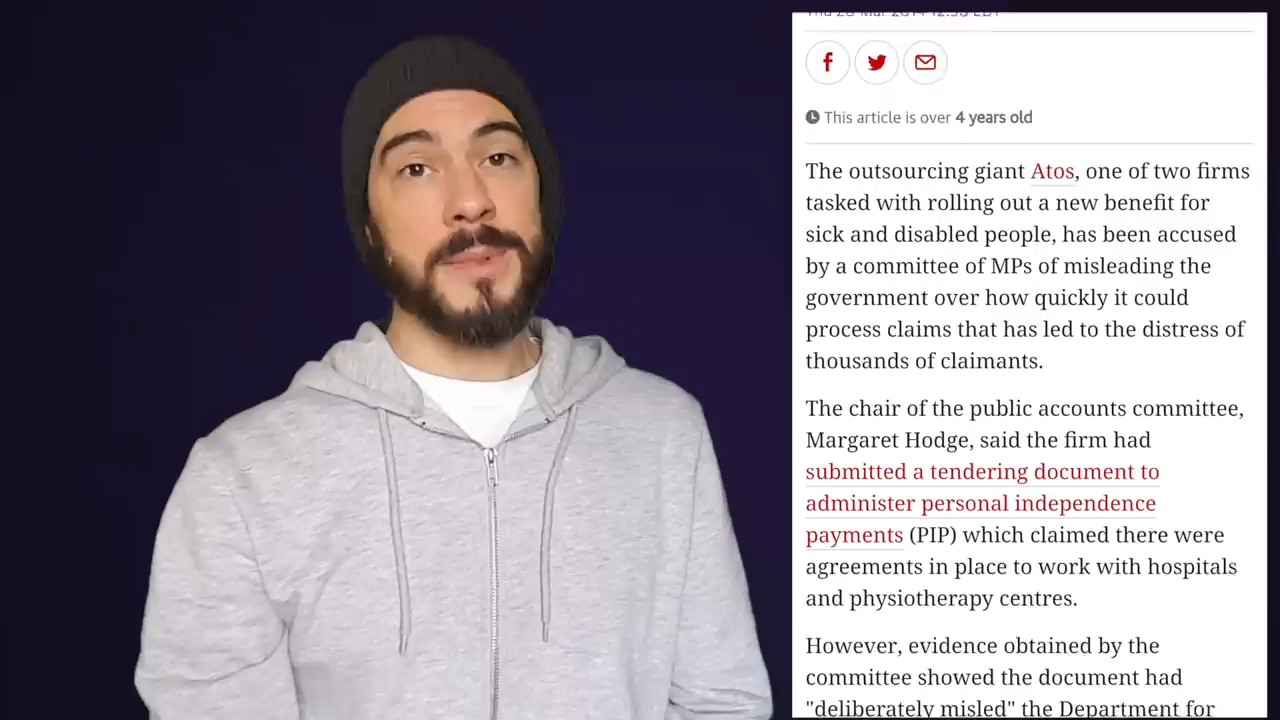 This article is over 4 years old
The outsourcing giant Atos, one of two firms
tasked with rolling out a new benefit for
sick and disabled people, has been accused
by a committee of MPs of misleading the
government over how quickly it could
process claims that has led to the distress of
thousands of claimants.
The chair of the public accounts committee,
Margaret Hodge, said the firm had
submitted a tendering document to
administer personal independence
payments (PIP) which claimed there were
agreements in place to work with hospitals
and physiotherapy centres.
However, evidence obtained by the
committee showed the document had
"deliberately misled" the Department for